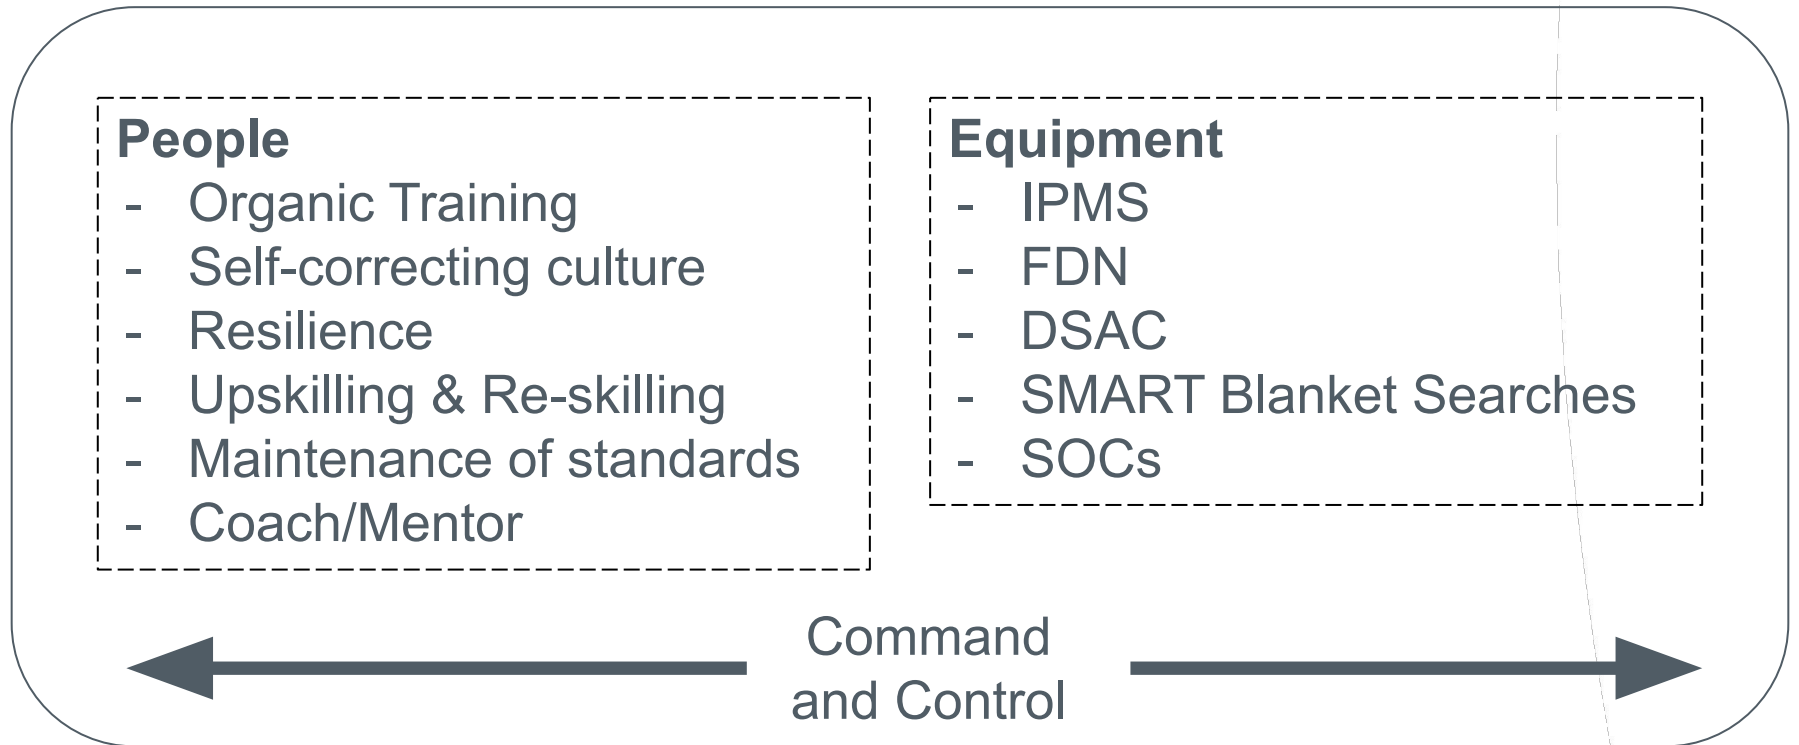 People
- Organic Training
- Self-correcting culture
- Resilience
- Upskilling & Re-skilling
- Maintenance of standards
- Coach/Mentor
Equipment
- IPMS
- FDN
- DSAC
- SMART Blanket Searches
- SOCs
Command
and Control